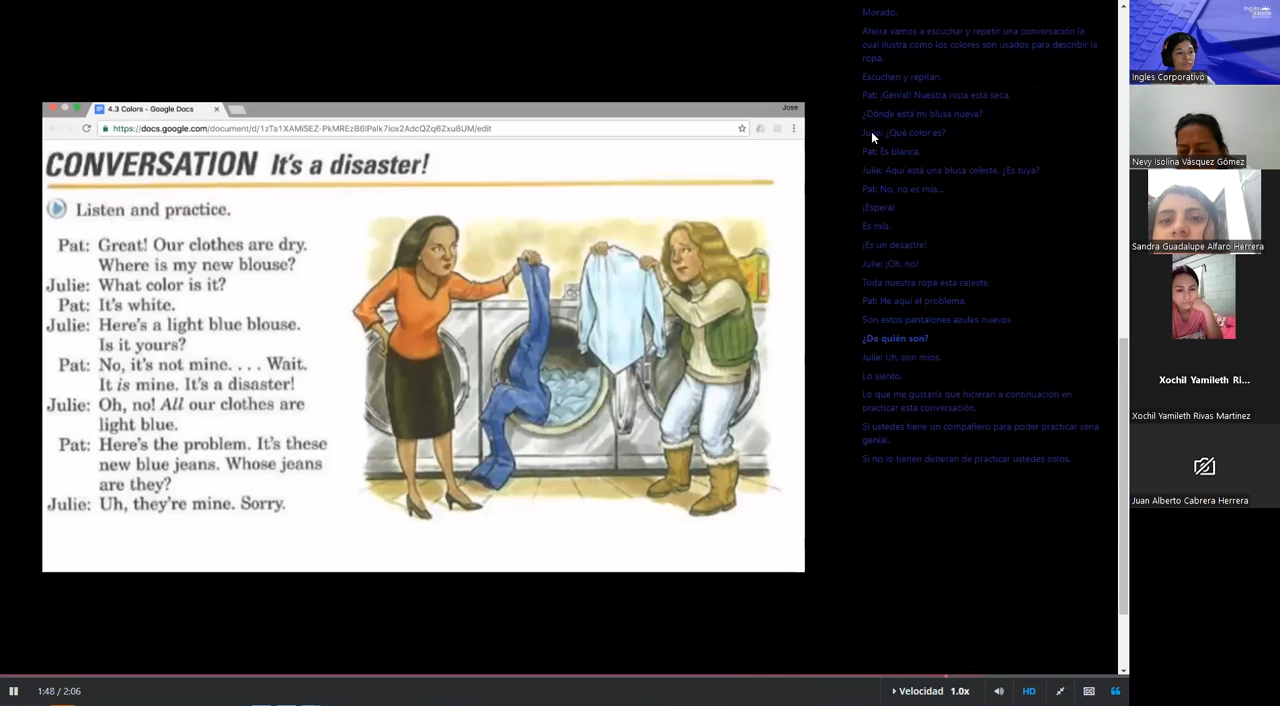 4.3 Colors - Google Docs
Jose
https://docs.google.com/document/d/1zTa1XAMiSEZ-PkMREzB6lPalk7iox2AdcQZq6Zxu8UM/edit
CONVERSATION It's a disaster!
Listen and practice.
Pat: Great! Our clothes are dry.
Where is my new blouse?
Julie: What color is it?
Pat: It's white.
Julie: Here's a light blue blouse.
Is it yours?
Pat: No, it's not mine. . . . Wait.
It is mine. It's a disaster!
Julie: Oh, no! All our clothes are
light blue.
Pat: Here's the problem. It's these
new blue jeans. Whose jeans
are they?
Julie: Uh, they're mine. Sorry.
Morado.
Ahora vamos a escuchar y repetir una conversación la
cual ilustra como los colores son usados para describir la
ropa.
Escuchen y repitan.
Pat: ¡Genial! Nuestra ropa está seca.
¿Dónde está mi blusa nueva?
Julie: ¿Qué color es?
Pat: Es blanca.
Julie: Aquí está una blusa celeste. ¿Es tuya?
Pat: No, no es mía...
¡Espera!
Es mía.
¡Es un desastre!
Julie: ¡Oh, no!
Toda nuestra ropa esta celeste.
Pat: He aquí el problema.
Son estos pantalones azules nuevos
¿De quién son?
Julie: Uh, son míos.
Lo siento.
Lo que me gustaría que hicieran a continuación en
practicar esta conversación.
Si ustedes tiene un compañero para poder practicar seria
genial.
Si no lo tienen deberan de practicar ustedes solos.
Ingles Corporativo
Nevy Isolina Vásquez Gómez
Sandra Guadalupe Alfaro Herrera
Xochil Yamileth Ri...
Xochil Yamileth Rivas Martinez
Juan Alberto Cabrera Herrera
1:48 / 2:06
Velocidad 1.0x
HD